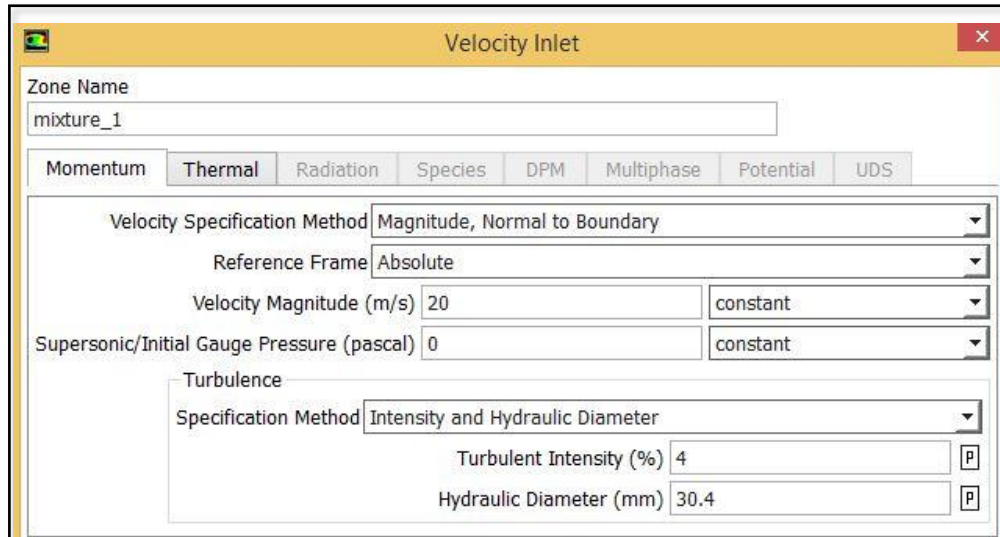 Velocity Inlet
Zone Name
mixture_1
Momentum Thermal Radiation Species DPM Multiphase Potential UDS
Velocity Specification Method Magnitude, Normal to Boundary
Reference Frame Absolute
Velocity Magnitude (m/s) 20 constant
Supersonic/Initial Gauge Pressure (pascal) 0 constant
Turbulence
Specification Method Intensity and Hydraulic Diameter
Turbulent Intensity (%) 4 P
Hydraulic Diameter (mm) 30.4 P